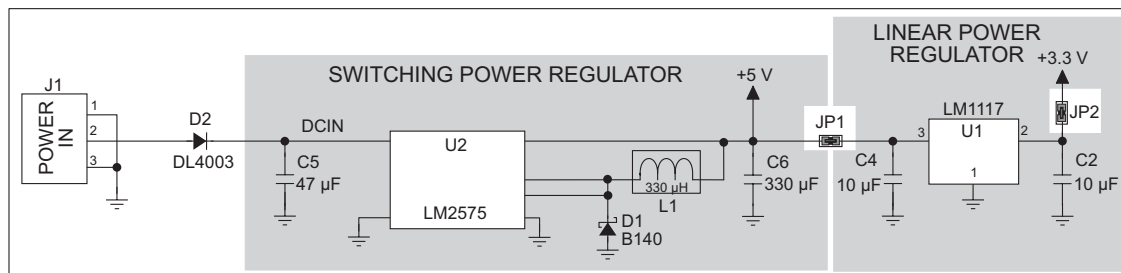 LINEAR POWER
REGULATOR
SWITCHING POWER REGULATOR
+3.3 V
+5 V
J1
POWER
IN
1
2
3
D2
DL4003
DCIN
C5
47 µF
U2
LM2575
330 µH
L1
D1
B140
C6
330 µF
JP1
C4
10 µF
LM1117
U1
3
2
1
JP2
C2
10 µF